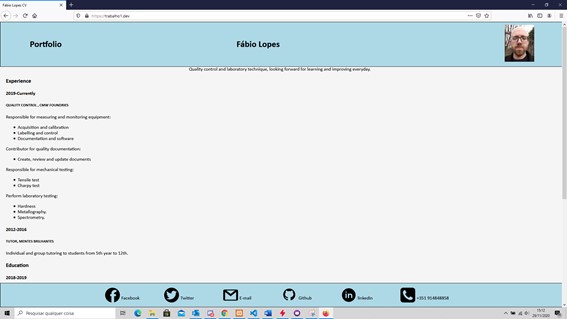 Fábio Lopes CV
https://trabalho1.dev
Portfolio
Fábio Lopes
Quality control and laboratory technique, looking forward for learning and improving everyday.
Experience
2019-Currently
QUALITY CONTROL , CRFM FOUNDRIES
Responsible for measuring and monitoring equipment:
Acquisition and calibration
Labelling and control
Documentation and software
Contributor for quality documentation:
Create, review and update documents
Responsible for mechanical testing:
Tensile test
Charpy test
Perform laboratory testing:
Hardness
Metallography.
Spectrometry.
2012-2016
TUTOR, MENTES BRILHANTES
Individual and group tutoring to students from 5th year to 12th.
Education
2018-2019
Facebook
Twitter
E-mail
Github
linkedin
+351 914848858
Pesquise qualquer coisa
28/11/2020